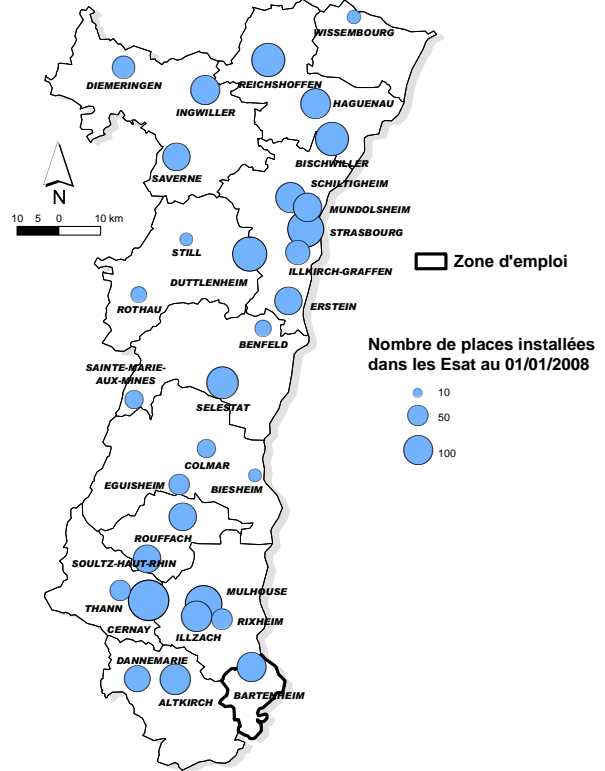 WISSEMBOURG
DIEMERINGEN
REICHSHOFFEN
INGWILLER
HAGUENAU
BISCHWILLER
SAVERNE
SCHILTIGHEIM
N
MUNDOLSHEIM
10 5 0 10 km
STRASBOURG
STILL
Zone d'emploi
ILLKIRCH-GRAFFEN
DUTTLENHEIM
ROTHAU
ERSTEIN
BENFELD
Nombre de places installées
dans les Esat au 01/01/2008
SAINTE-MARIE-
AUX-MINES
10
SELESTAT
50
100
COLMAR
EGUISHEIM
BIESHEIM
ROUFFACH
SOULTZ-HAUT-RHIN
MULHOUSE
THANN
RIXHEIM
CERNAY
ILLZACH
DANNEMARIE
BARTENHEIM
ALTKIRCH